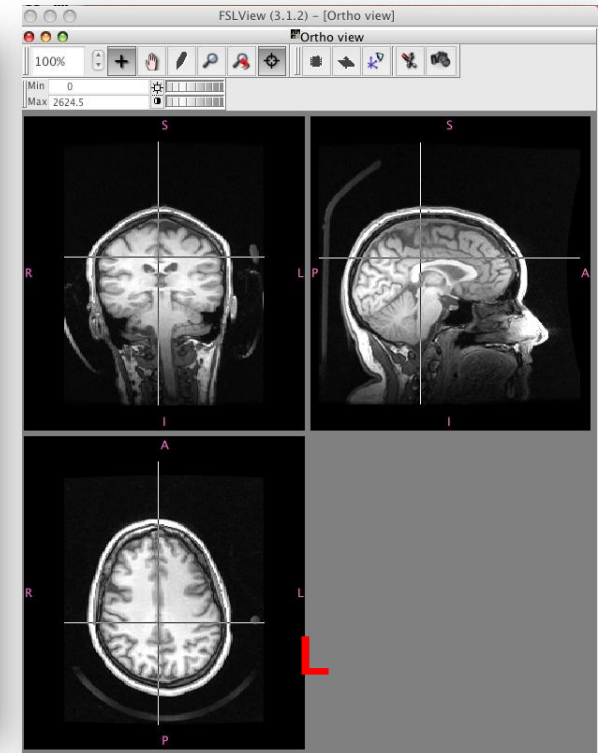 FSLView (3.1.2) – [Ortho view]
Ortho view
100%
Min 0
Max 2624.5
S
S
R
L
P
A
I
I
A
R
L
L
P